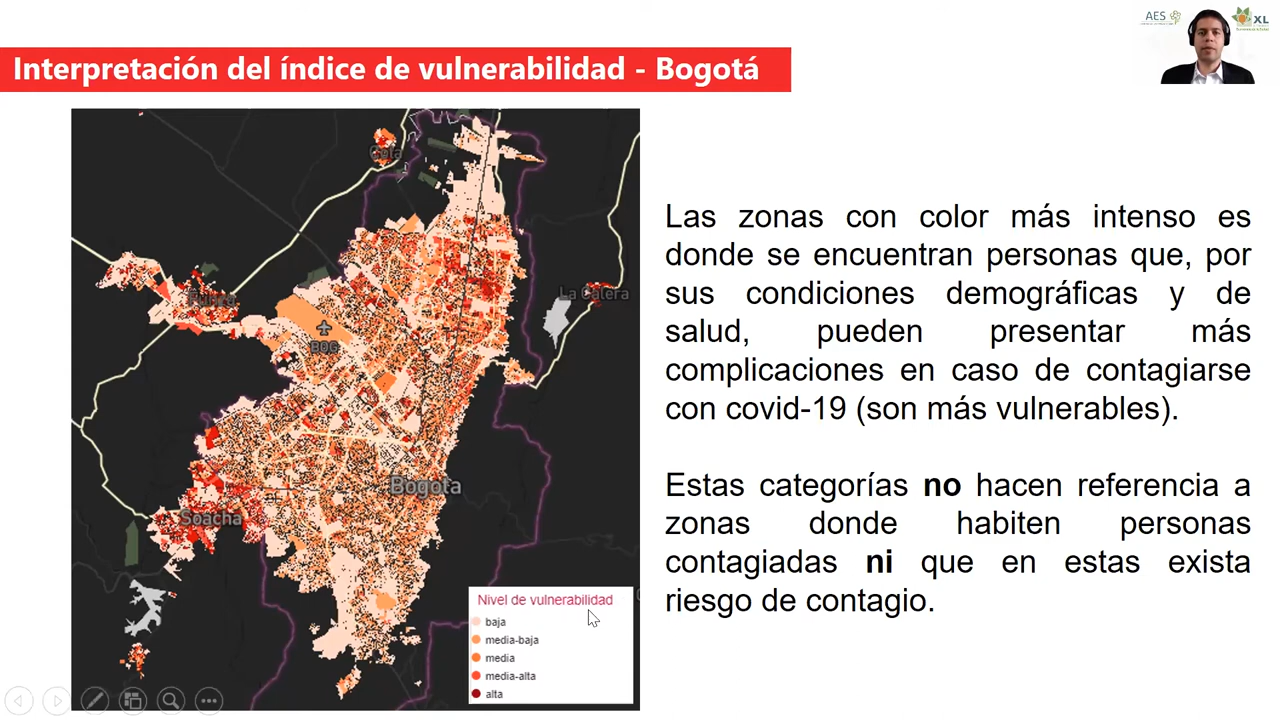 AES
XL
Interpretación del índice de vulnerabilidad - Bogotá
Cota
Funza
La Calera
BOG
Bogota
Soacha
Las zonas con color más intenso es
donde se encuentran personas que, por
sus condiciones demográficas y de
salud, pueden presentar más
complicaciones en caso de contagiarse
con covid-19 (son más vulnerables).
Estas categorías no hacen referencia a
zonas donde habiten personas
contagiadas ni que en estas exista
riesgo de contagio.
Nivel de vulnerabilidad
baja
media-baja
media
media-alta
alta